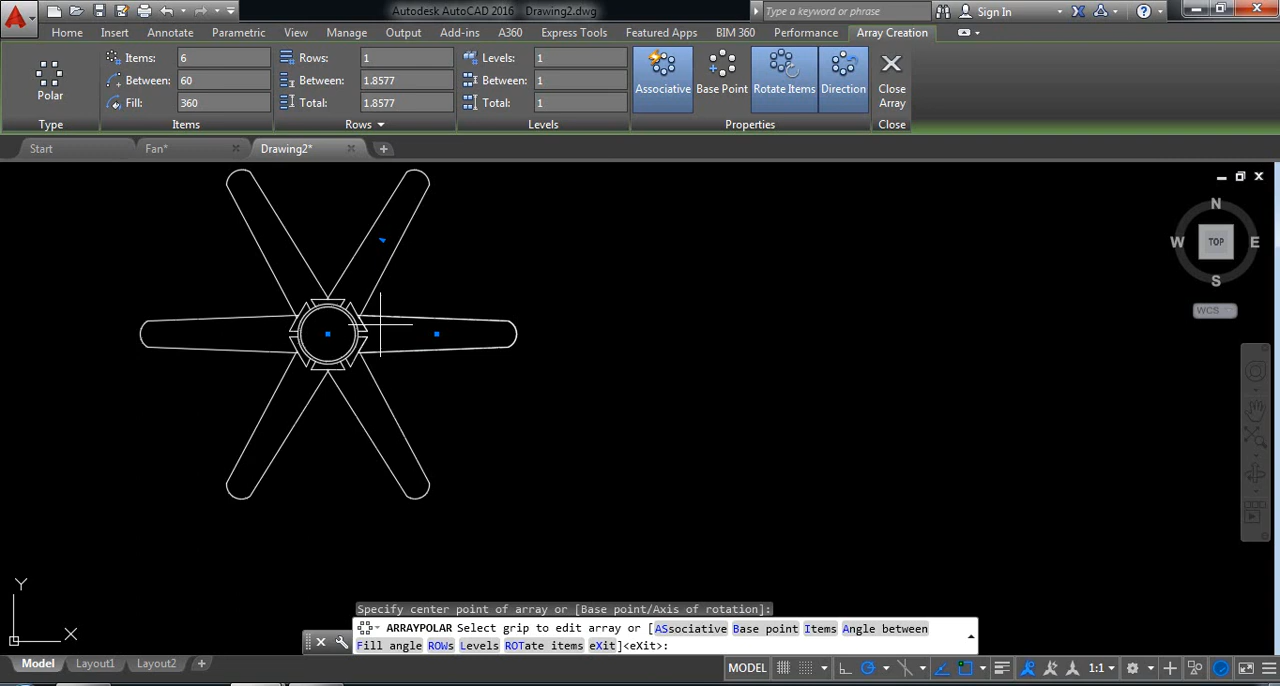 Autodesk AutoCAD 2016 Drawing2.dwg
Type a keyword or phrase
Sign In
Home Insert Annotate Parametric View Manage Output Add-ins A360 Express Tools Featured Apps BIM 360 Performance Array Creation
Items: 6 Rows: 1 Levels: 1
Between: 60 Between: 1.8577 Between: 1
Fill: 360 Total: 1.8577 Total: 1
Polar
Associative Base Point Rotate Items Direction Close Array
Type Items Rows Levels Properties Close
Start Fan* Drawing2*
N
W TOP E
S
WCS
Y
X
Specify center point of array or [Base point/Axis of rotation]:
ARRAYPOLAR Select grip to edit array or [ASsociative Base point Items Angle between
Fill angle ROWs Levels ROTate items eXit]<eXit>:
Model Layout1 Layout2 + MODEL 1:1